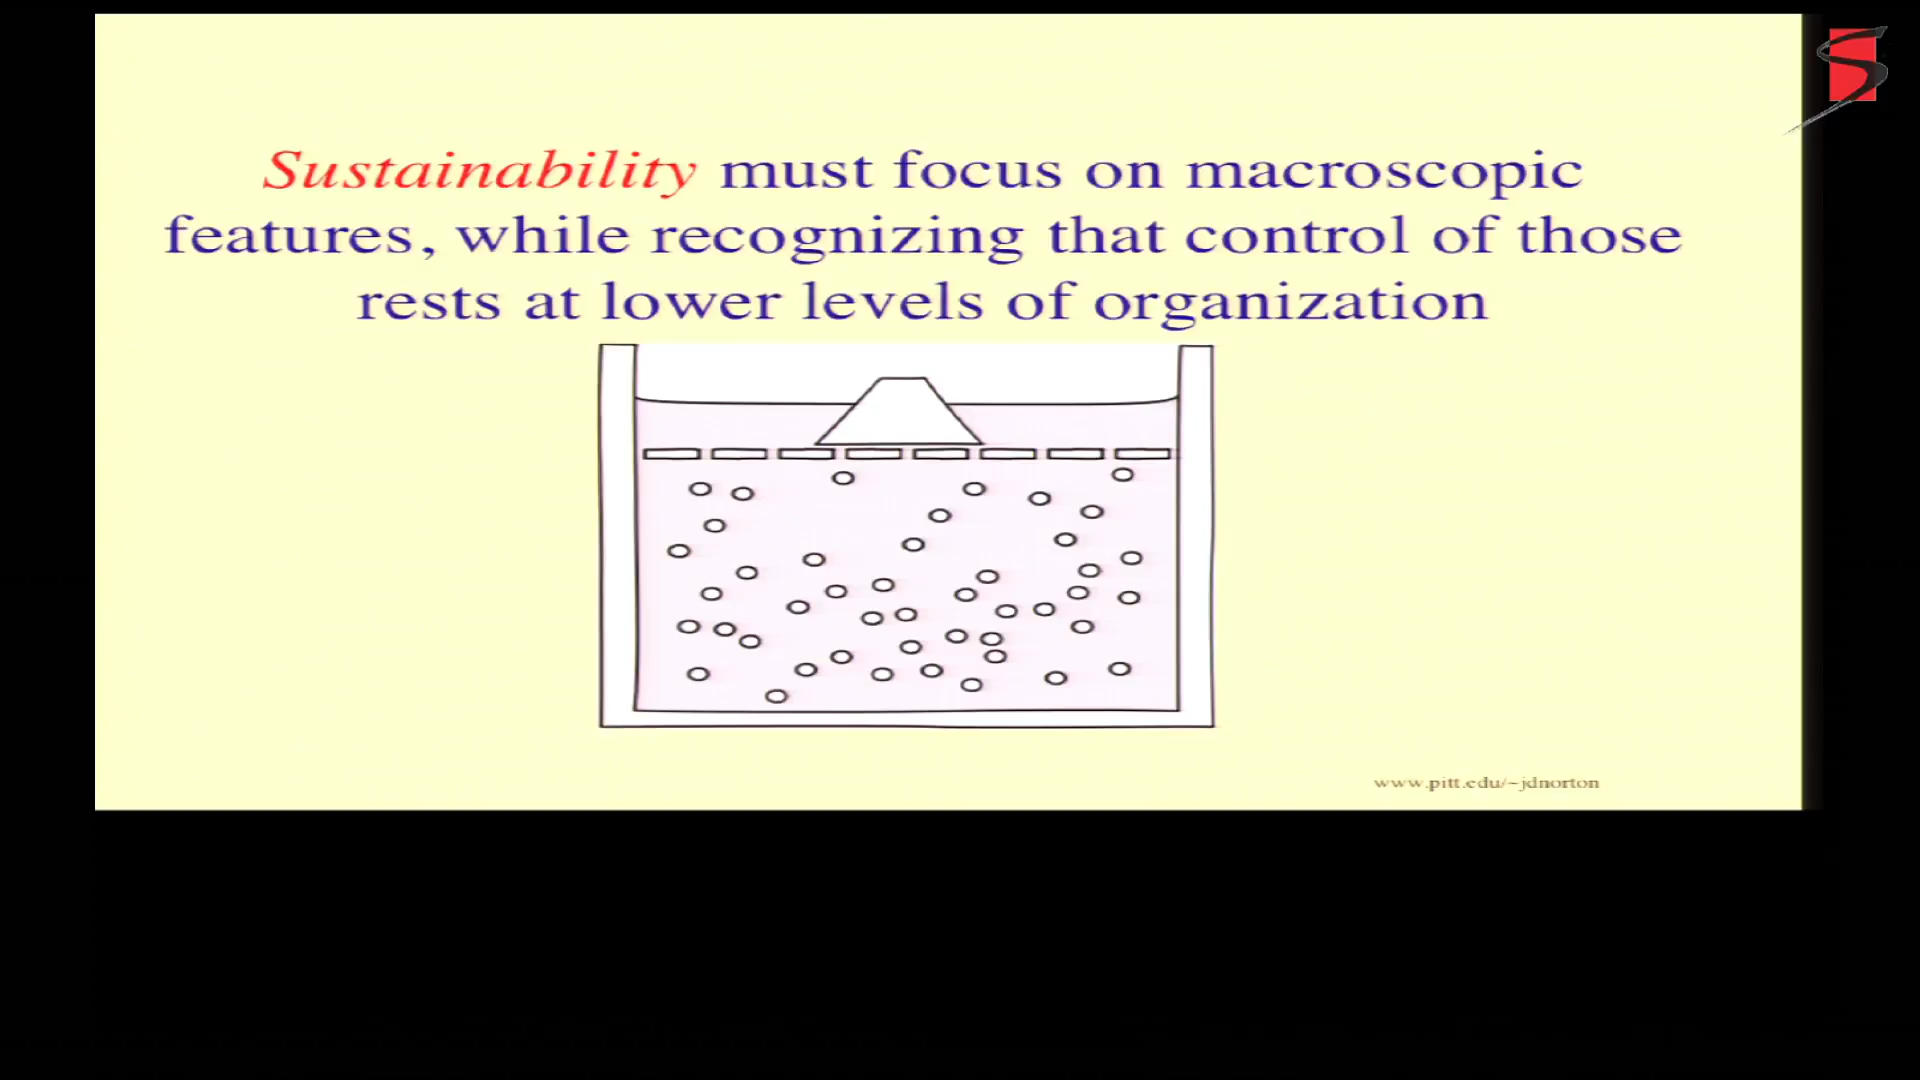 Sustainability must focus on macroscopic
features, while recognizing that control of those
rests at lower levels of organization
www.pitt.edu/~jdnorton